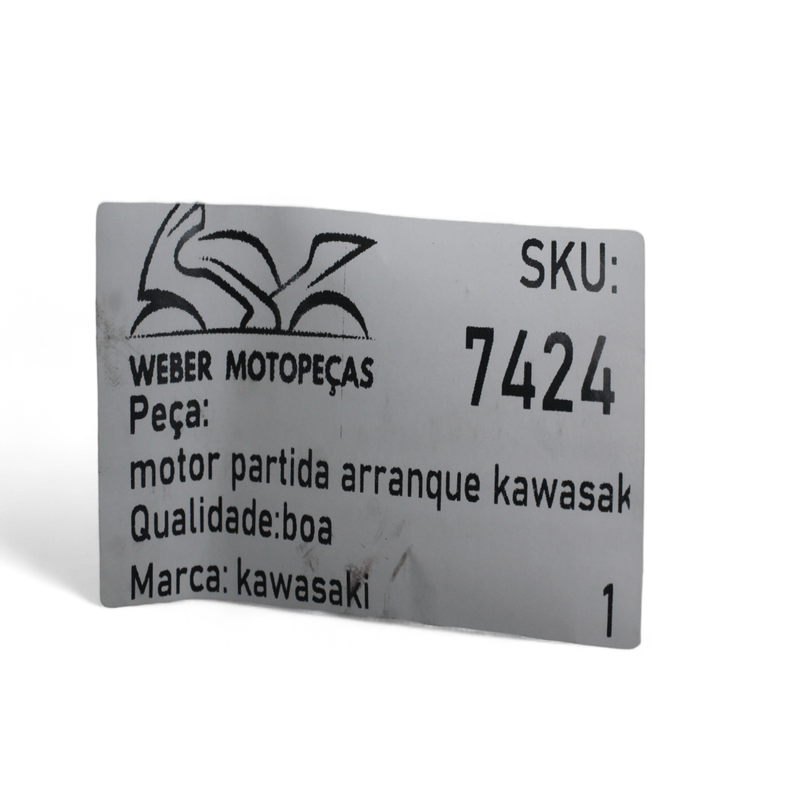 WEBER MOTOPEÇAS
SKU:
7424
Peça:
motor partida arranque kawasak
Qualidade:boa
Marca: kawasaki
1